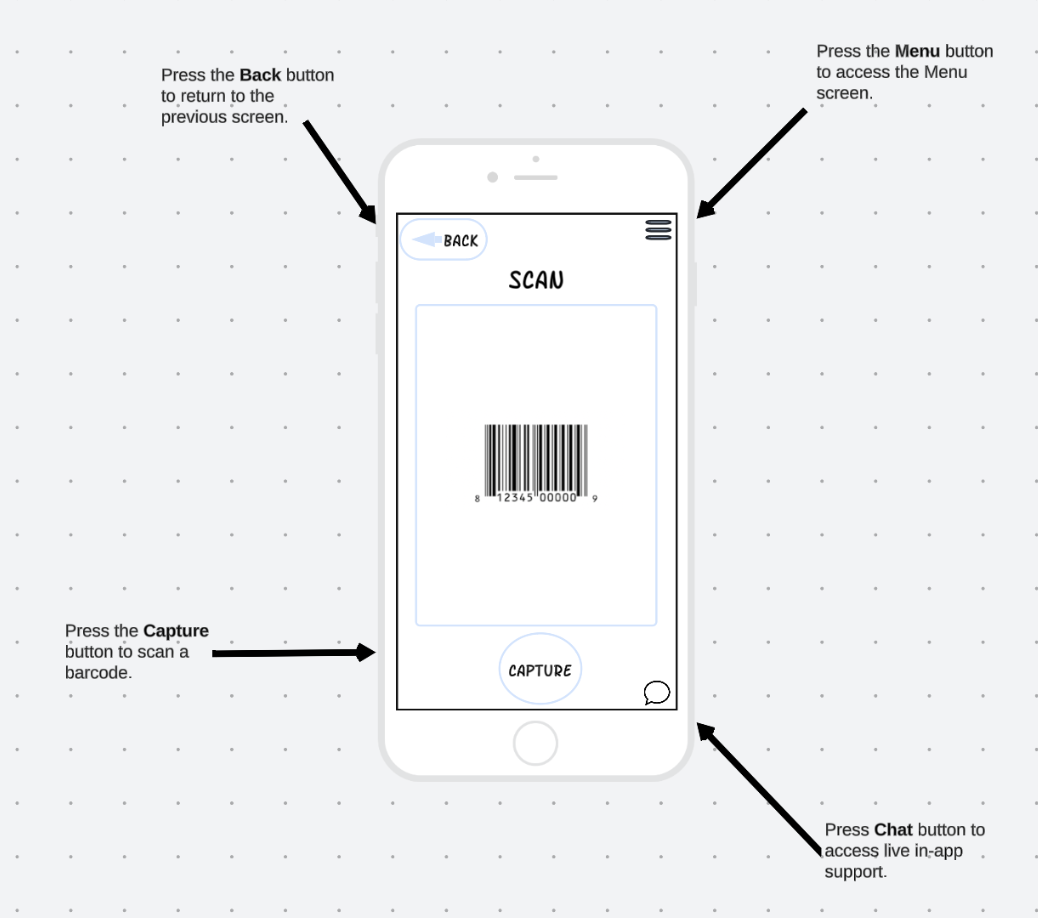 Press the Menu button
to access the Menu
screen.
Press the Back button
to return to the
previous screen.
BACK
SCAN
8 12345 00000 9
Press the Capture
button to scan a
barcode.
CAPTURE
Press Chat button to
access live in-app
support.